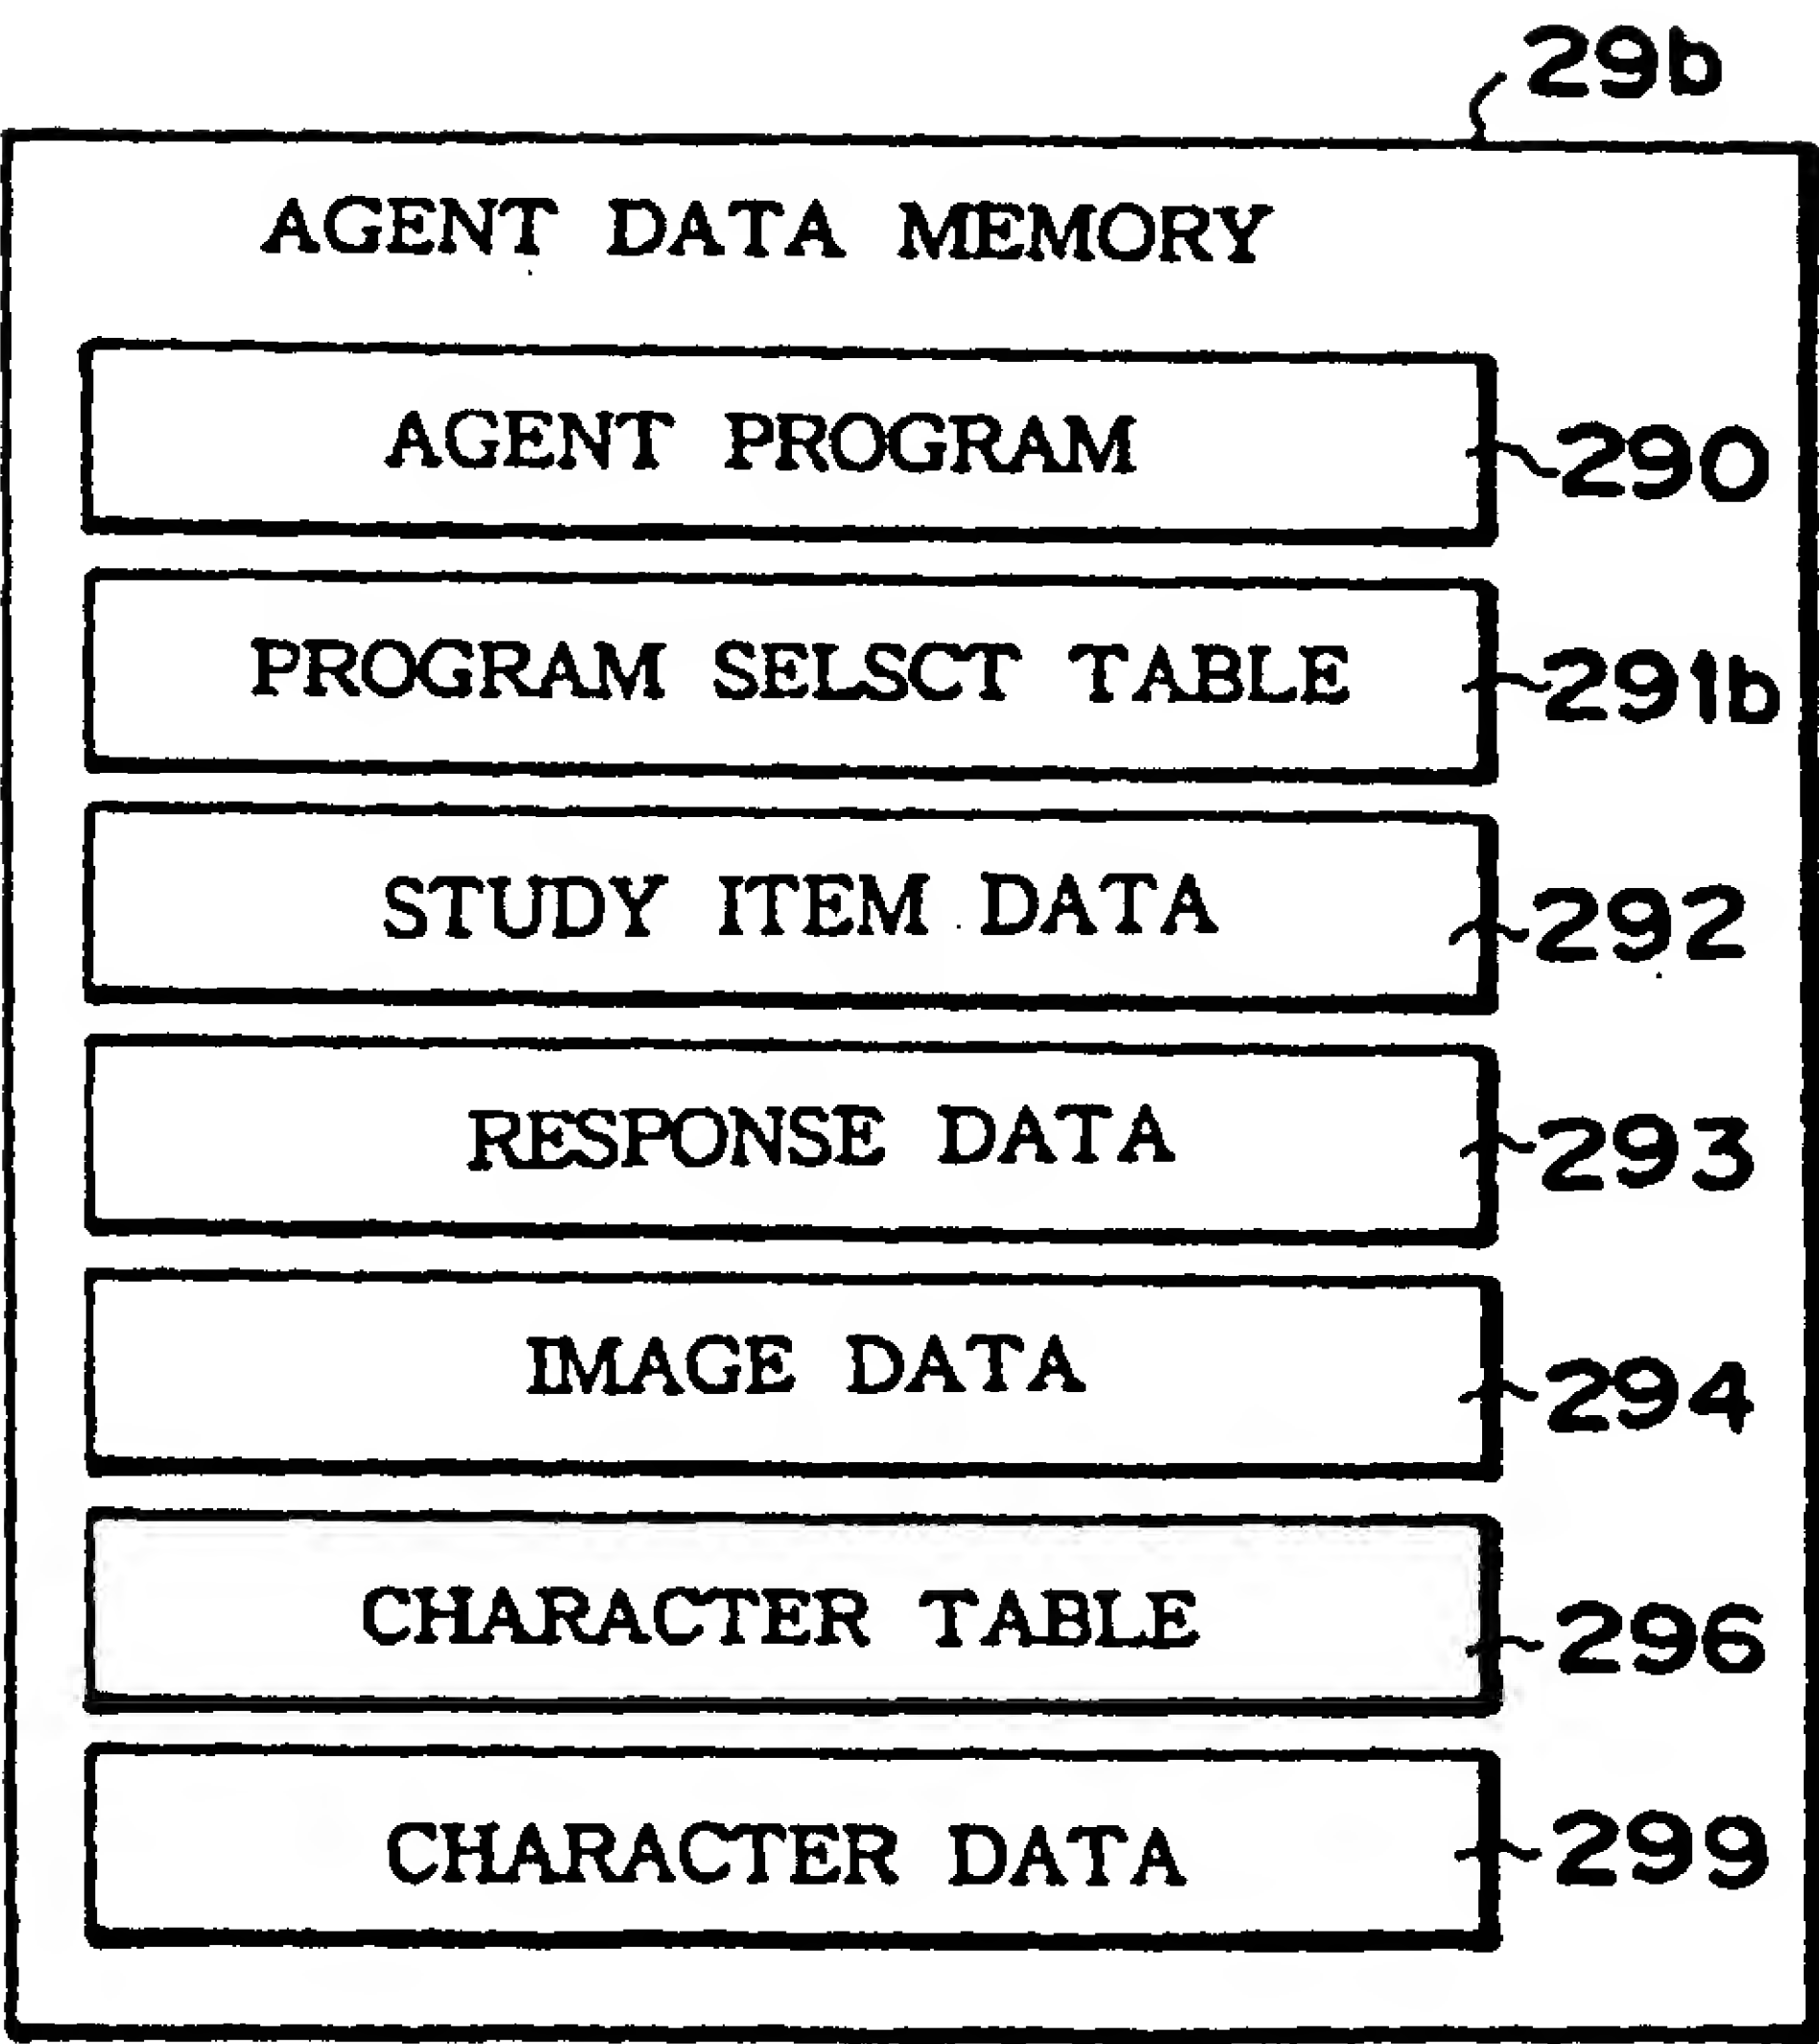 29b
AGENT DATA MEMORY
AGENT PROGRAM 290
PROGRAM SELSCT TABLE 291b
STUDY ITEM DATA 292
RESPONSE DATA 293
IMAGE DATA 294
CHARACTER TABLE 296
CHARACTER DATA 299